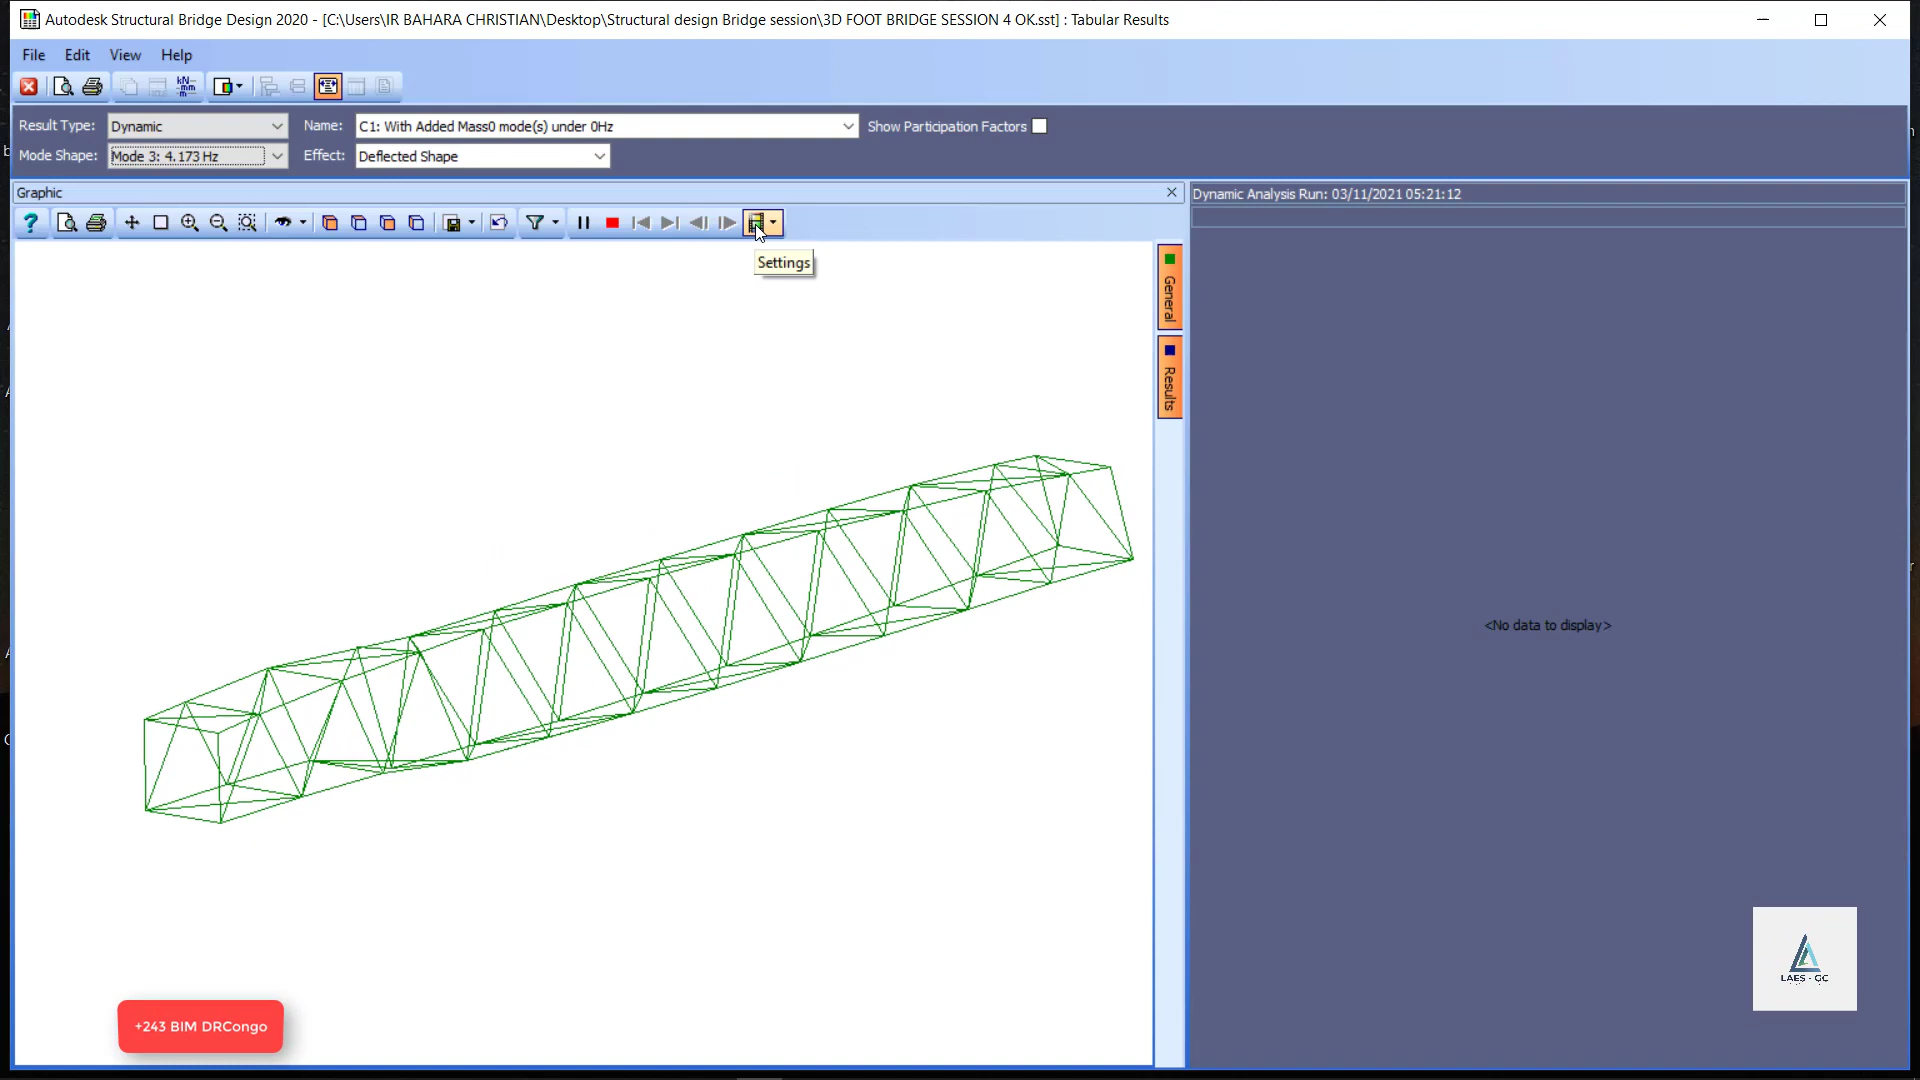 Autodesk Structural Bridge Design 2020 - [C:\Users\IR BAHARA CHRISTIAN\Desktop\Structural design Bridge session\3D FOOT BRIDGE SESSION 4 OK.sst] : Tabular Results
File Edit View Help
kN-
mm
m-
Result Type: Dynamic Name: C1: With Added Mass0 mode(s) under 0Hz Show Participation Factors
Mode Shape: Mode 3: 4.173 Hz Effect: Deflected Shape
Graphic
Dynamic Analysis Run: 03/11/2021 05:21:12
?
Settings
General
Results
<No data to display>
LAES - GC
+243 BIM DRCongo